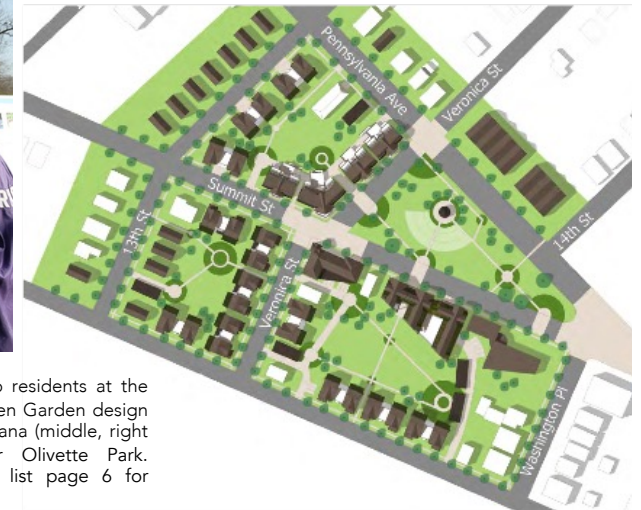 Pennsylvania Ave
Veronica St
Summit St
14th St
13th St
Veronica St
Washington Pl
residents at the
en Garden design
ana (middle, right
Olivette Park.
list page 6 for